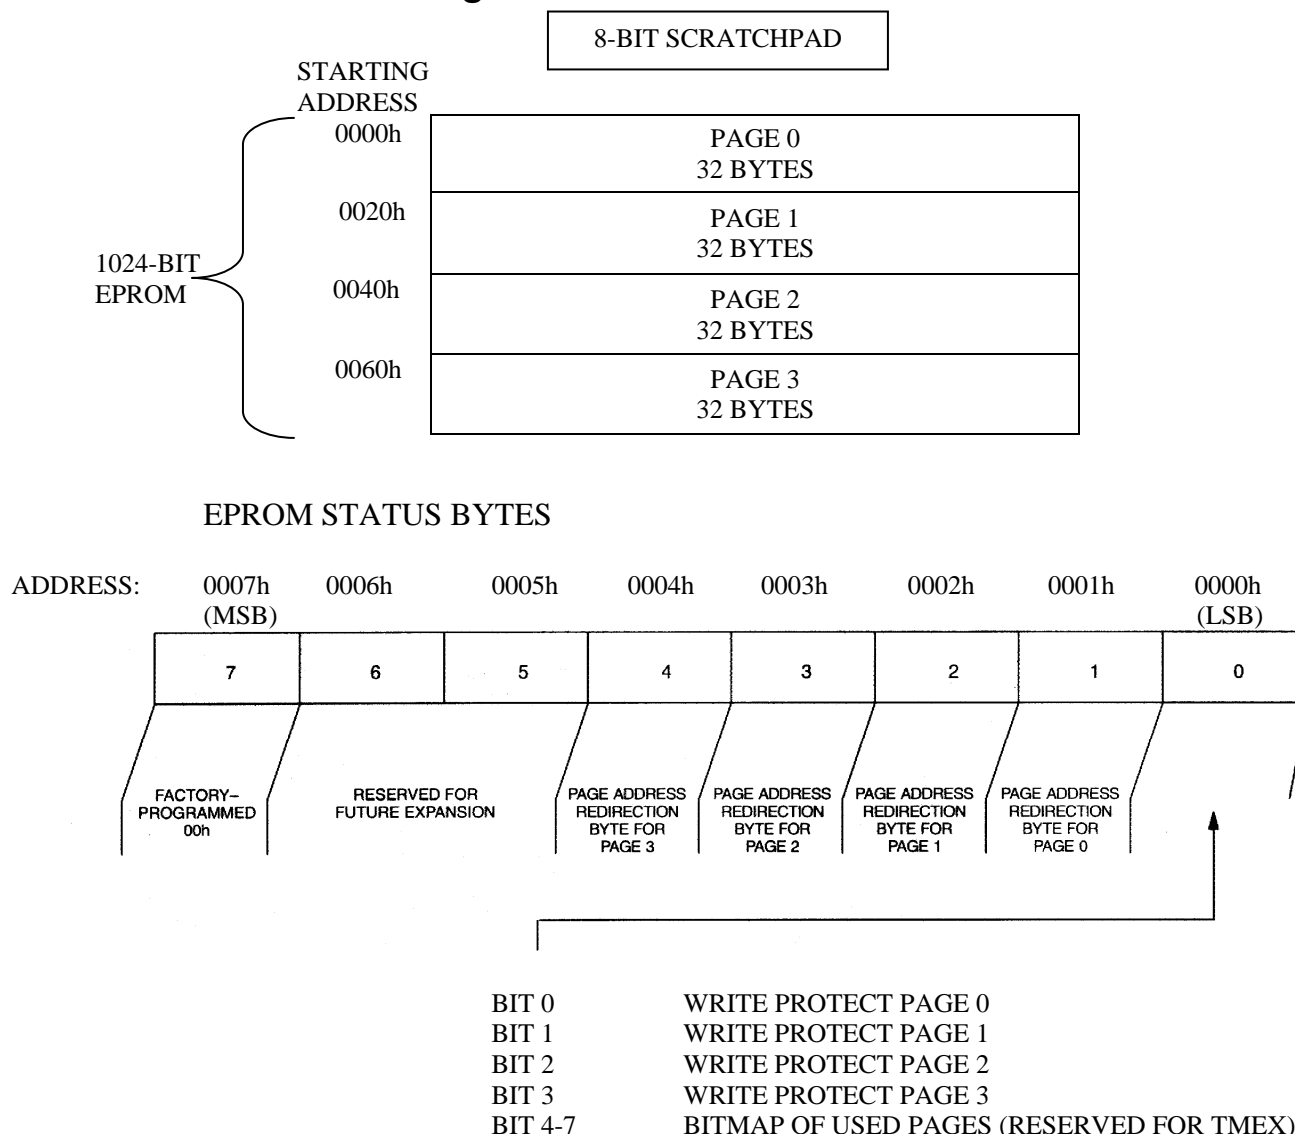 8-BIT SCRATCHPAD
STARTING
ADDRESS
0000h
PAGE 0
32 BYTES
0020h
PAGE 1
32 BYTES
1024-BIT
EPROM
0040h
PAGE 2
32 BYTES
0060h
PAGE 3
32 BYTES
EPROM STATUS BYTES
ADDRESS: 0007h 0006h 0005h 0004h 0003h 0002h 0001h 0000h
(MSB) (LSB)
7 6 5 4 3 2 1 0
FACTORY–
PROGRAMMED
00h
RESERVED FOR
FUTURE EXPANSION
PAGE ADDRESS
REDIRECTION
BYTE FOR
PAGE 3
PAGE ADDRESS
REDIRECTION
BYTE FOR
PAGE 2
PAGE ADDRESS
REDIRECTION
BYTE FOR
PAGE 1
PAGE ADDRESS
REDIRECTION
BYTE FOR
PAGE 0
BIT 0 WRITE PROTECT PAGE 0
BIT 1 WRITE PROTECT PAGE 1
BIT 2 WRITE PROTECT PAGE 2
BIT 3 WRITE PROTECT PAGE 3
BIT 4-7 BITMAP OF USED PAGES (RESERVED FOR TMEX)